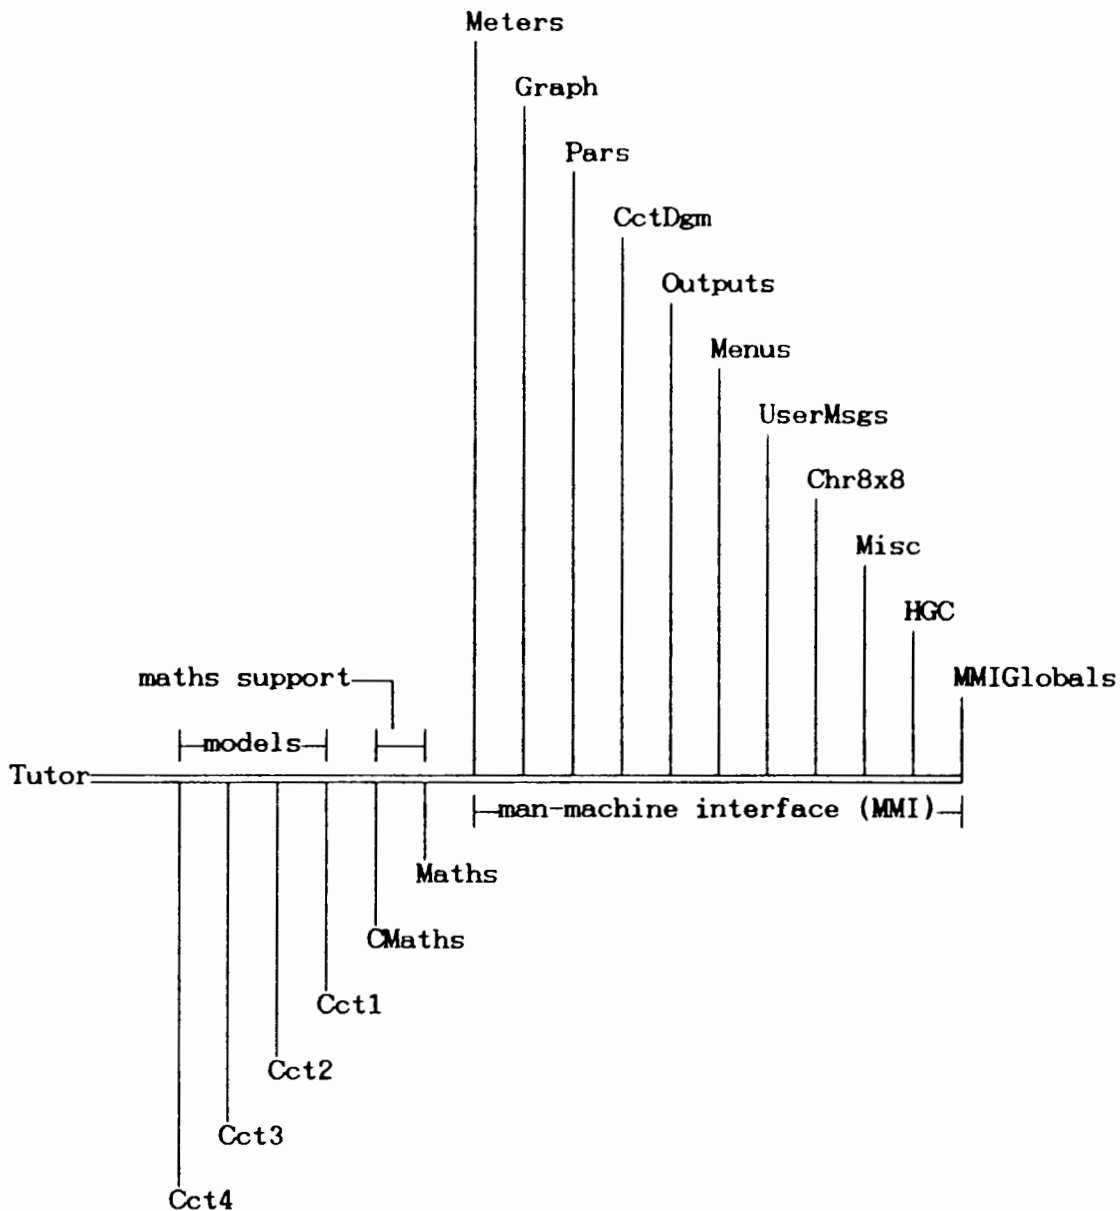 Meters
Graph
Pars
CctDgm
Outputs
Menus
UserMsgs
Chr8x8
Misc
HGC
maths support
MMIGlobals
models
Tutor
man-machine interface (MMI)
Maths
CMaths
Cct1
Cct2
Cct3
Cct4